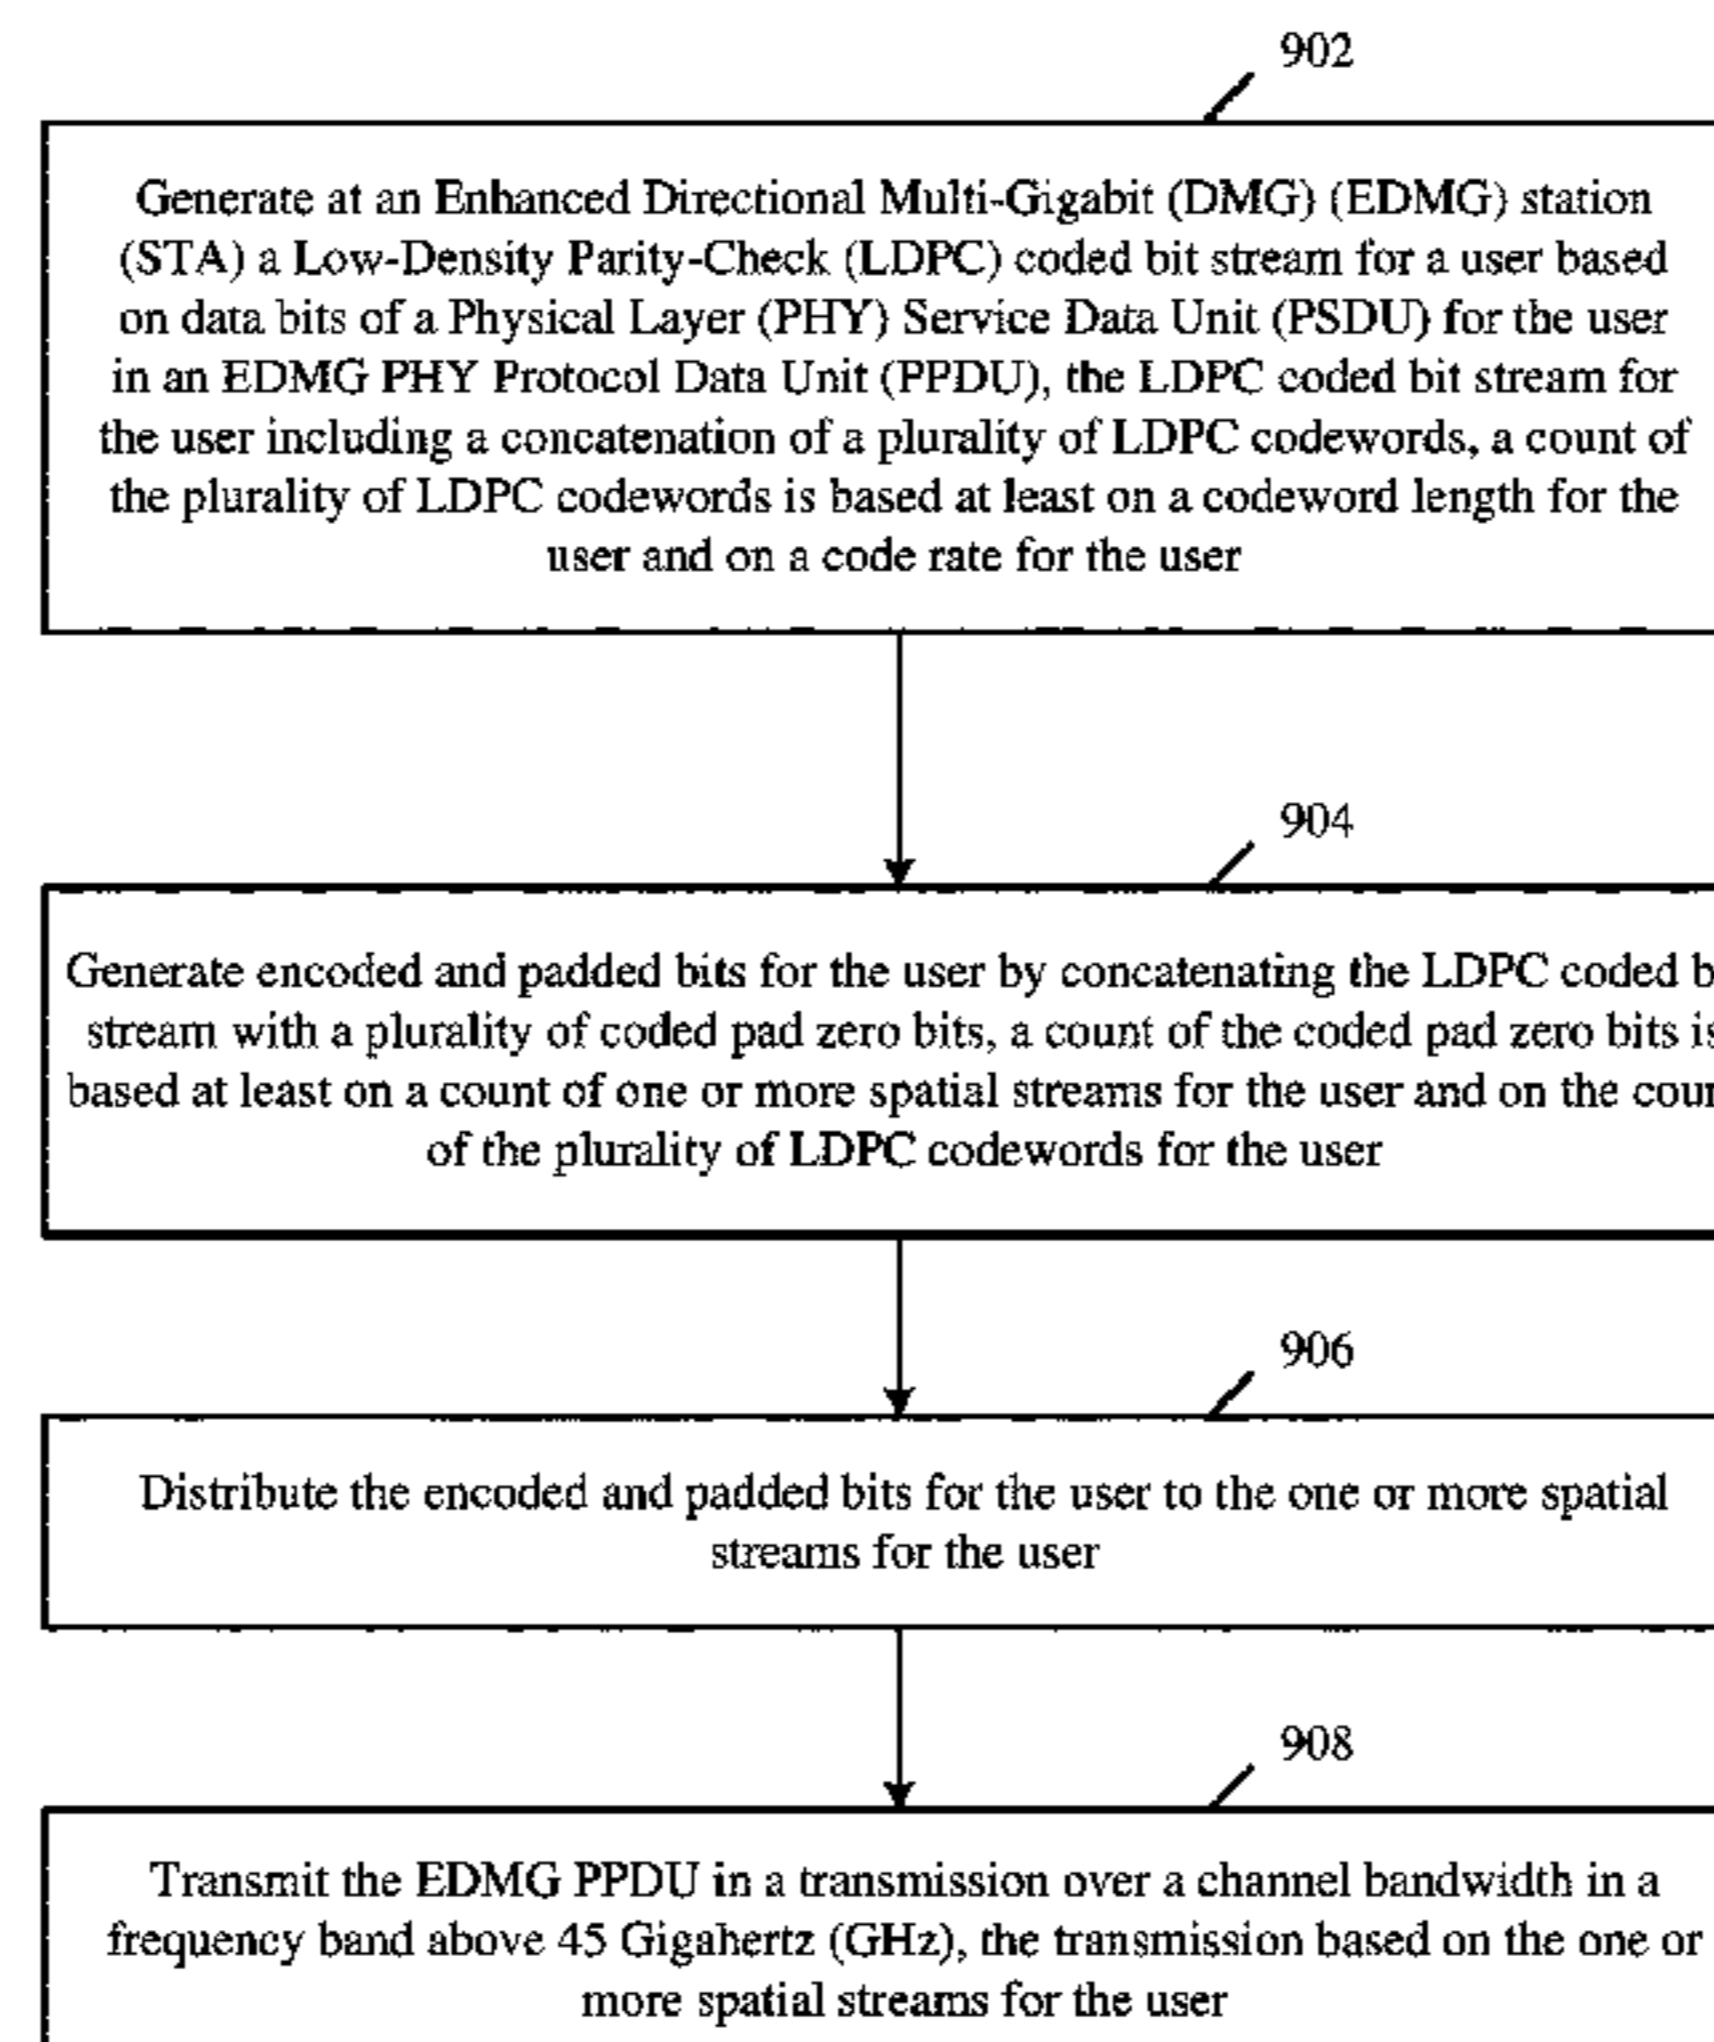 902
Generate at an Enhanced Directional Multi-Gigabit (DMG) (EDMG) station
(STA) a Low-Density Parity-Check (LDPC) coded bit stream for a user based
on data bits of a Physical Layer (PHY) Service Data Unit (PSDU) for the user
in an EDMG PHY Protocol Data Unit (PPDU), the LDPC coded bit stream for
the user including a concatenation of a plurality of LDPC codewords, a count of
the plurality of LDPC codewords is based at least on a codeword length for the
user and on a code rate for the user
904
Generate encoded and padded bits for the user by concatenating the LDPC coded
stream with a plurality of coded pad zero bits, a count of the coded pad zero bits is
based at least on a count of one or more spatial streams for the user and on the
of the plurality of LDPC codewords for the user
906
Distribute the encoded and padded bits for the user to the one or more spatial
streams for the user
908
Transmit the EDMG PPDU in a transmission over a channel bandwidth in a
frequency band above 45 Gigahertz (GHz), the transmission based on the one or
more spatial streams for the user